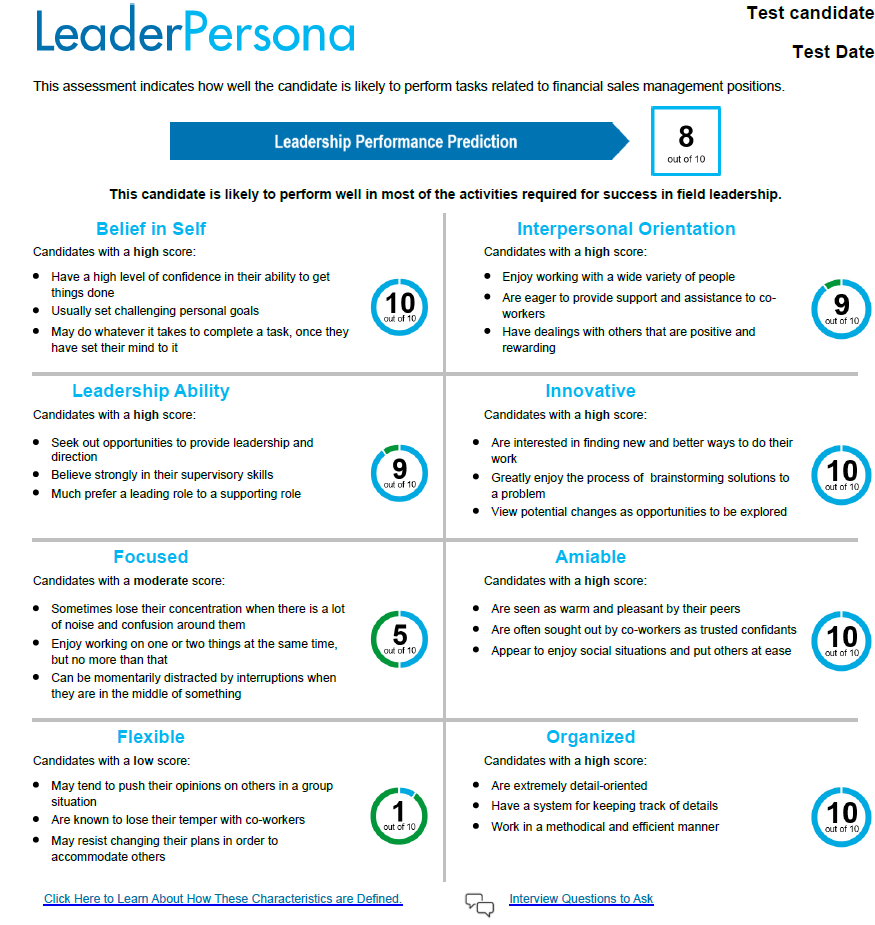 LeaderPersona
Test candidate
Test Date
This assessment indicates how well the candidate is likely to perform tasks related to financial sales management positions.
Leadership Performance Prediction
8
out of 10
This candidate is likely to perform well in most of the activities required for success in field leadership.
Belief in Self
Candidates with a high score:
Have a high level of confidence in their ability to get
things done
Usually set challenging personal goals
May do whatever it takes to complete a task, once they
have set their mind to it
10
out of 10
Interpersonal Orientation
Candidates with a high score:
Enjoy working with a wide variety of people
Are eager to provide support and assistance to co-
workers
Have dealings with others that are positive and
rewarding
9
out of 10
Leadership Ability
Candidates with a high score:
Seek out opportunities to provide leadership and
direction
Believe strongly in their supervisory skills
Much prefer a leading role to a supporting role
9
out of 10
Innovative
Candidates with a high score:
Are interested in finding new and better ways to do their
work
Greatly enjoy the process of brainstorming solutions to
a problem
View potential changes as opportunities to be explored
10
out of 10
Focused
Candidates with a moderate score:
Sometimes lose their concentration when there is a lot
of noise and confusion around them
Enjoy working on one or two things at the same time,
but no more than that
Can be momentarily distracted by interruptions when
they are in the middle of something
5
out of 10
Amiable
Candidates with a high score:
Are seen as warm and pleasant by their peers
Are often sought out by co-workers as trusted confidants
Appear to enjoy social situations and put others at ease
10
out of 10
Flexible
Candidates with a low score:
May tend to push their opinions on others in a group
situation
Are known to lose their temper with co-workers
May resist changing their plans in order to
accommodate others
1
out of 10
Organized
Candidates with a high score:
Are extremely detail-oriented
Have a system for keeping track of details
Work in a methodical and efficient manner
10
out of 10
Click Here to Learn About How These Characteristics are Defined.
Interview Questions to Ask